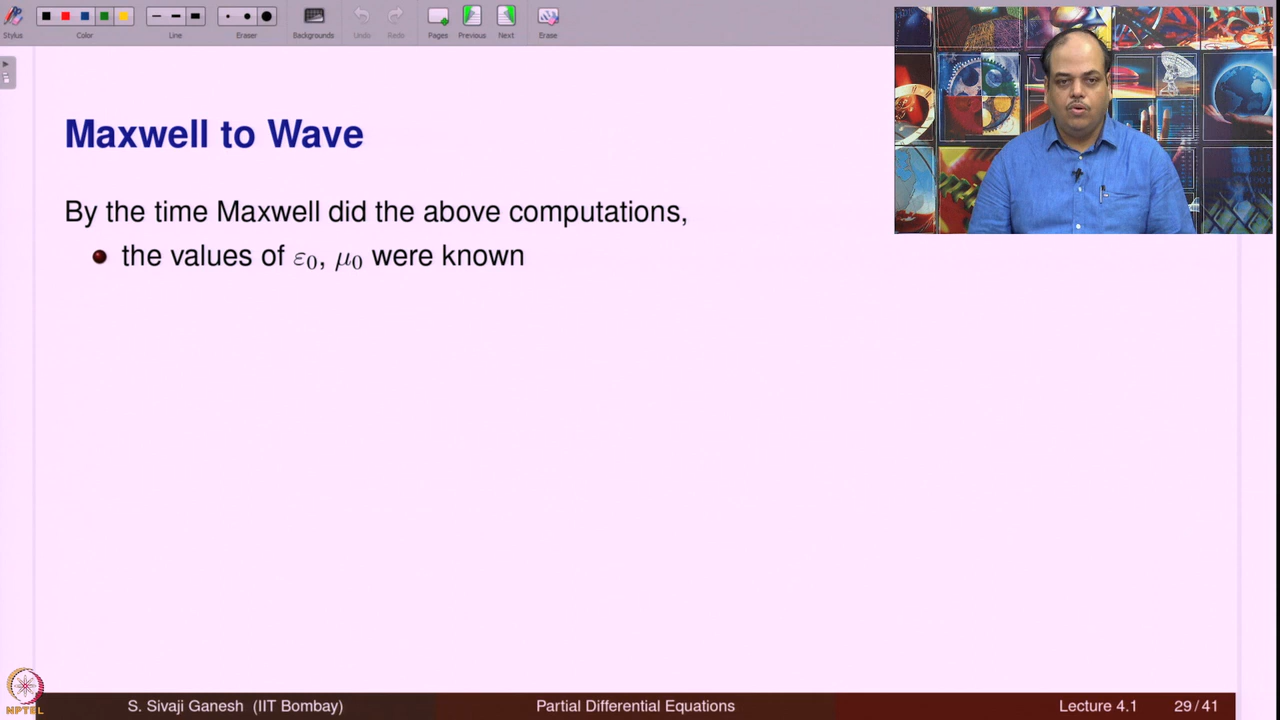 Stylus
Color
Line
Eraser
Backgrounds
Undo
Redo
Pages
Previous
Next
Erase
Maxwell to Wave
By the time Maxwell did the above computations,
the values of ε₀, μ₀ were known
NPTEL
S. Sivaji Ganesh (IIT Bombay)
Partial Differential Equations
Lecture 4.1
29/41